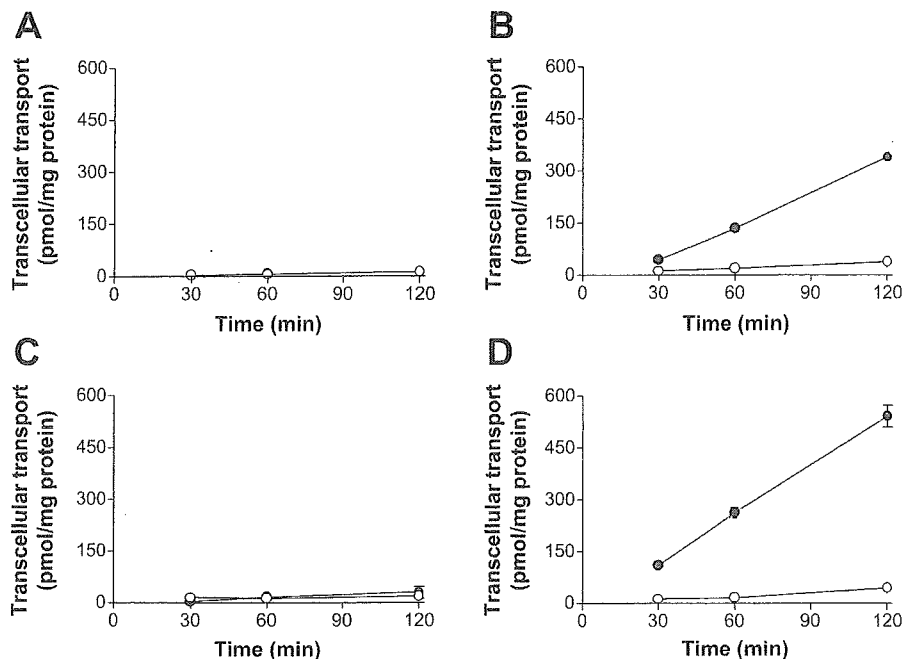 A
Transcellular transport
(pmol/mg protein)
600
450
300
150
0
0
30
60
90
120
Time (min)
B
Transcellular transport
(pmol/mg protein)
600
450
300
150
0
0
30
60
90
120
Time (min)
C
Transcellular transport
(pmol/mg protein)
600
450
300
150
0
0
30
60
90
120
Time (min)
D
Transcellular transport
(pmol/mg protein)
600
450
300
150
0
0
30
60
90
120
Time (min)